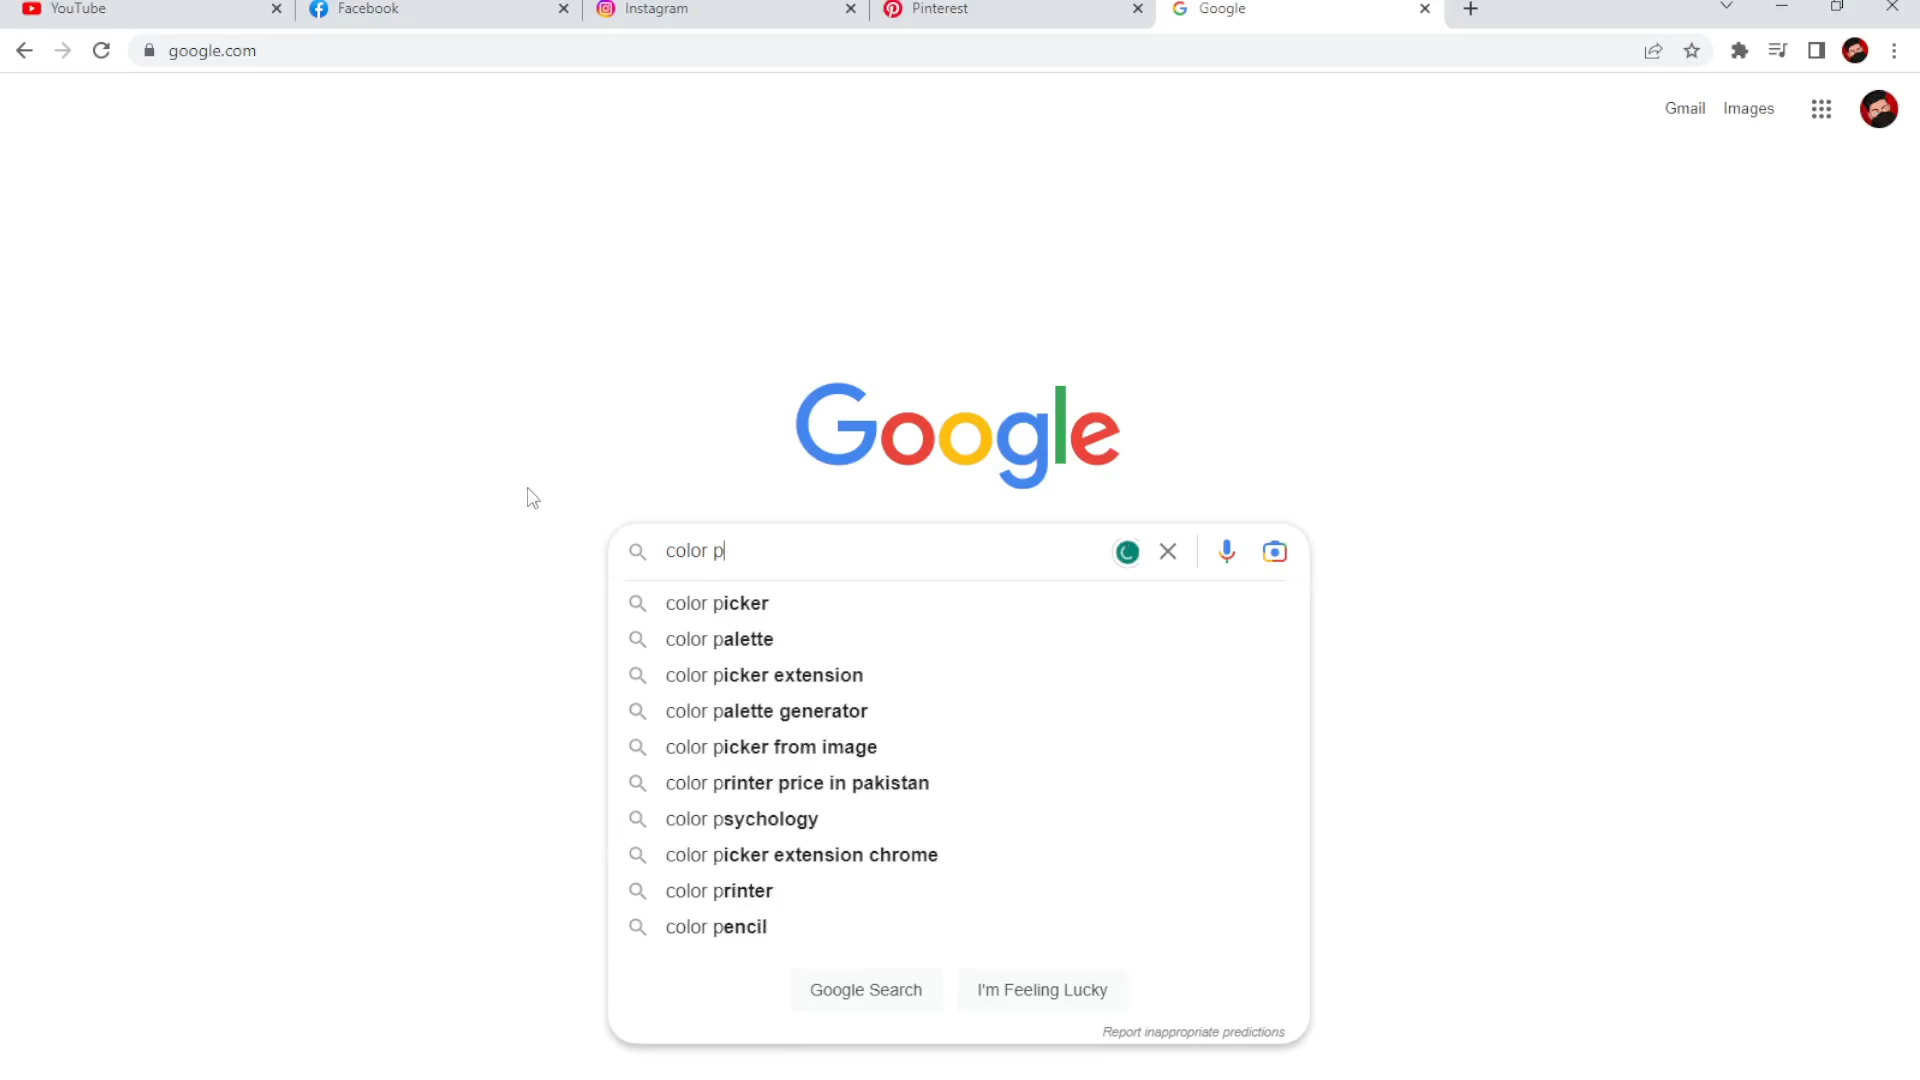 YouTube
Facebook
Instagram
Pinterest
Google
google.com
Gmail
Images
Google
color p
color picker
color palette
color picker extension
color palette generator
color picker from image
color printer price in pakistan
color psychology
color picker extension chrome
color printer
color pencil
Google Search
I'm Feeling Lucky
Report inappropriate predictions